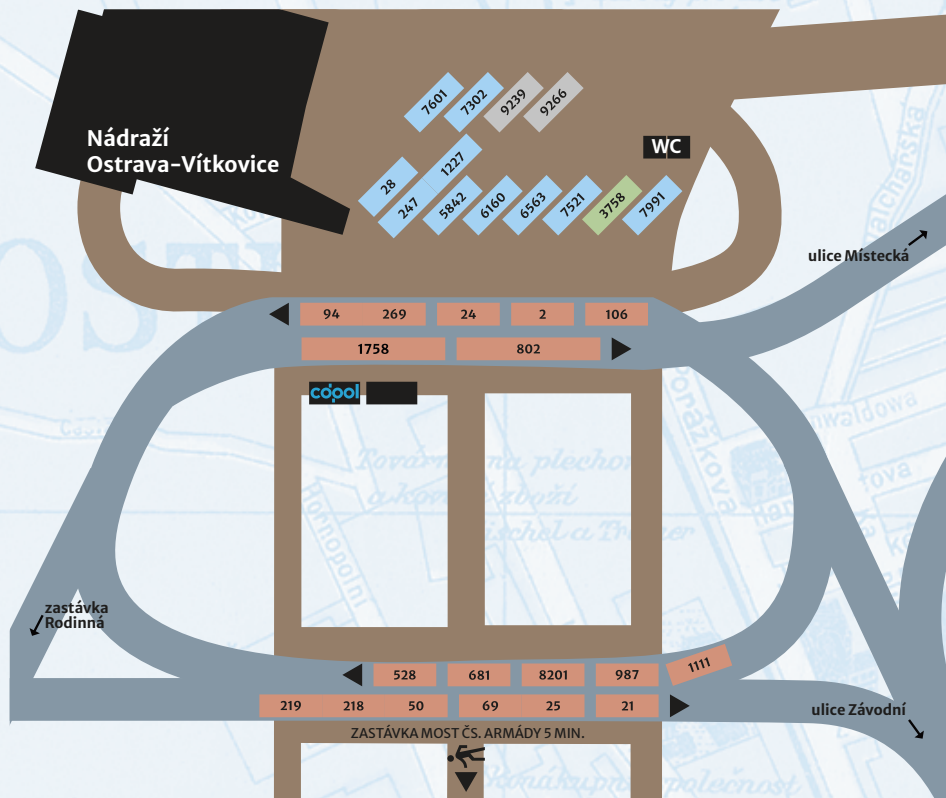 7601
7302
9239
9266
Nádraží
Ostrava-Vítkovice
WC
1227
28
247
5842
6160
6563
7521
3758
7991
ulice Místecká
94 269 24 2 106
1758 802
copol
zastávka
Rodinná
528 681 8201 987 1111
219 218 50 69 25 21
ulice Závodní
ZASTÁVKA MOST ČS. ARMÁDY 5 MIN.